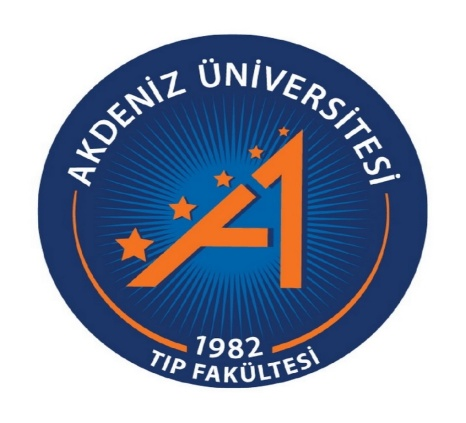 AKDENİZ ÜNİVERSİTESİ
1982
TIP FAKÜLTESİ